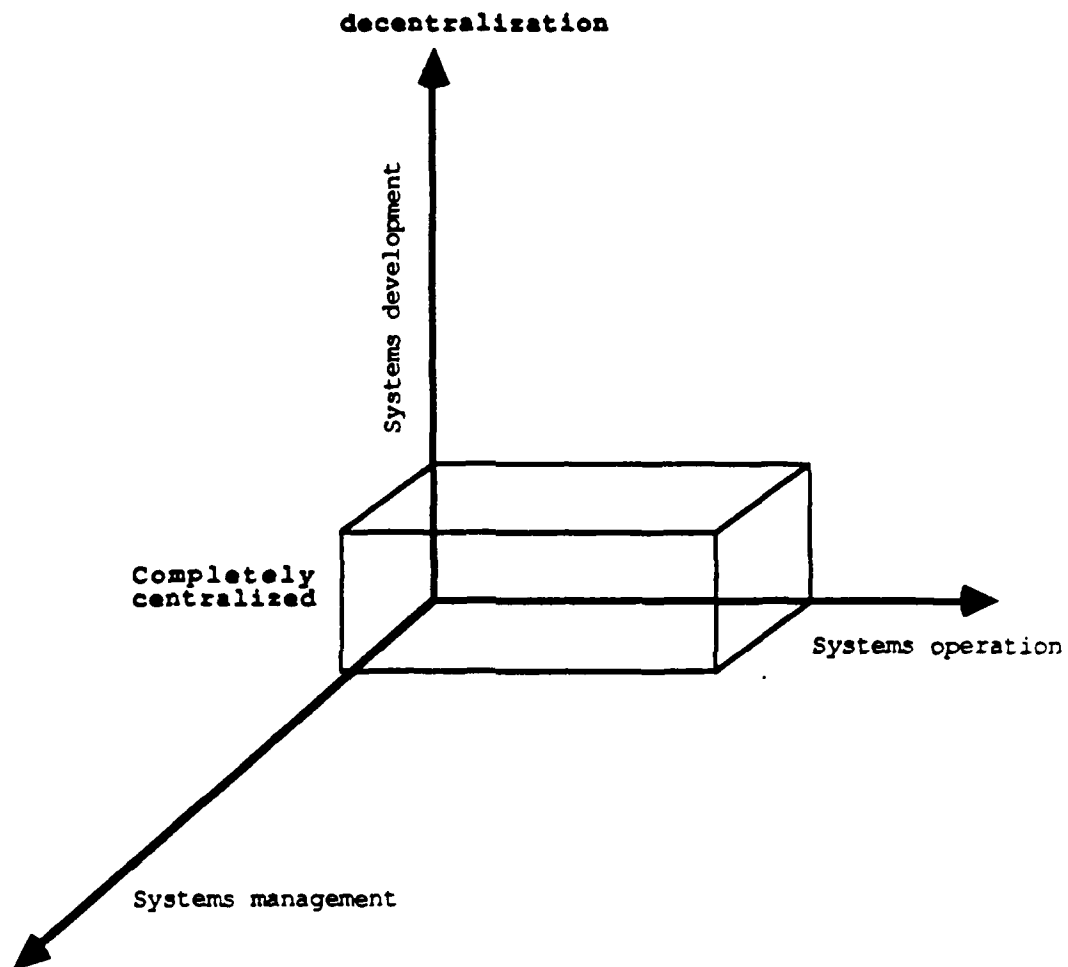 decentralization
Systems development
Completely
centralized
Systems operation
Systems management